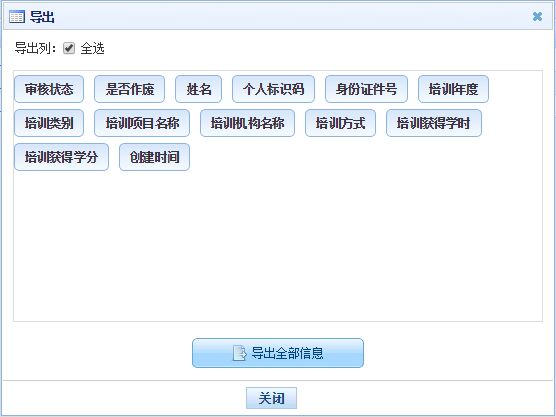 导出
导出列： 全选
审核状态 是否作废 姓名 个人标识码 身份证件号 培训年度
培训类别 培训项目名称 培训机构名称 培训方式 培训获得学时
培训获得学分 创建时间
导出全部信息
关闭